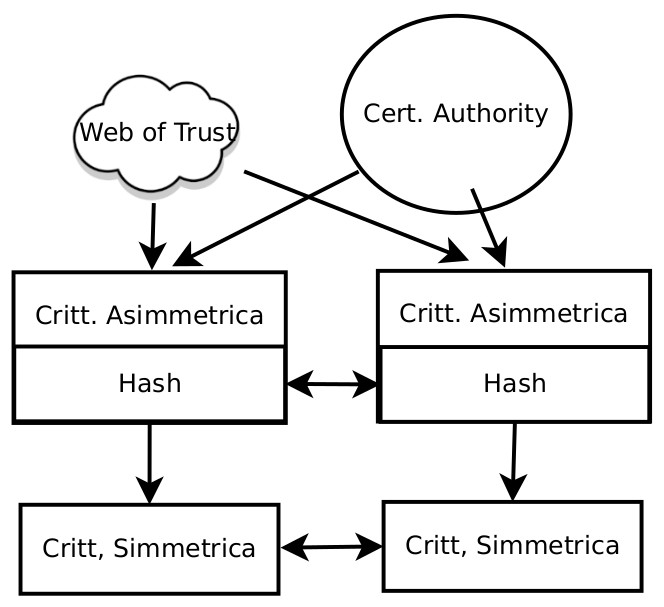 Web of Trust
Cert. Authority
Critt. Asimmetrica
Critt. Asimmetrica
Hash
Hash
Critt, Simmetrica
Critt, Simmetrica